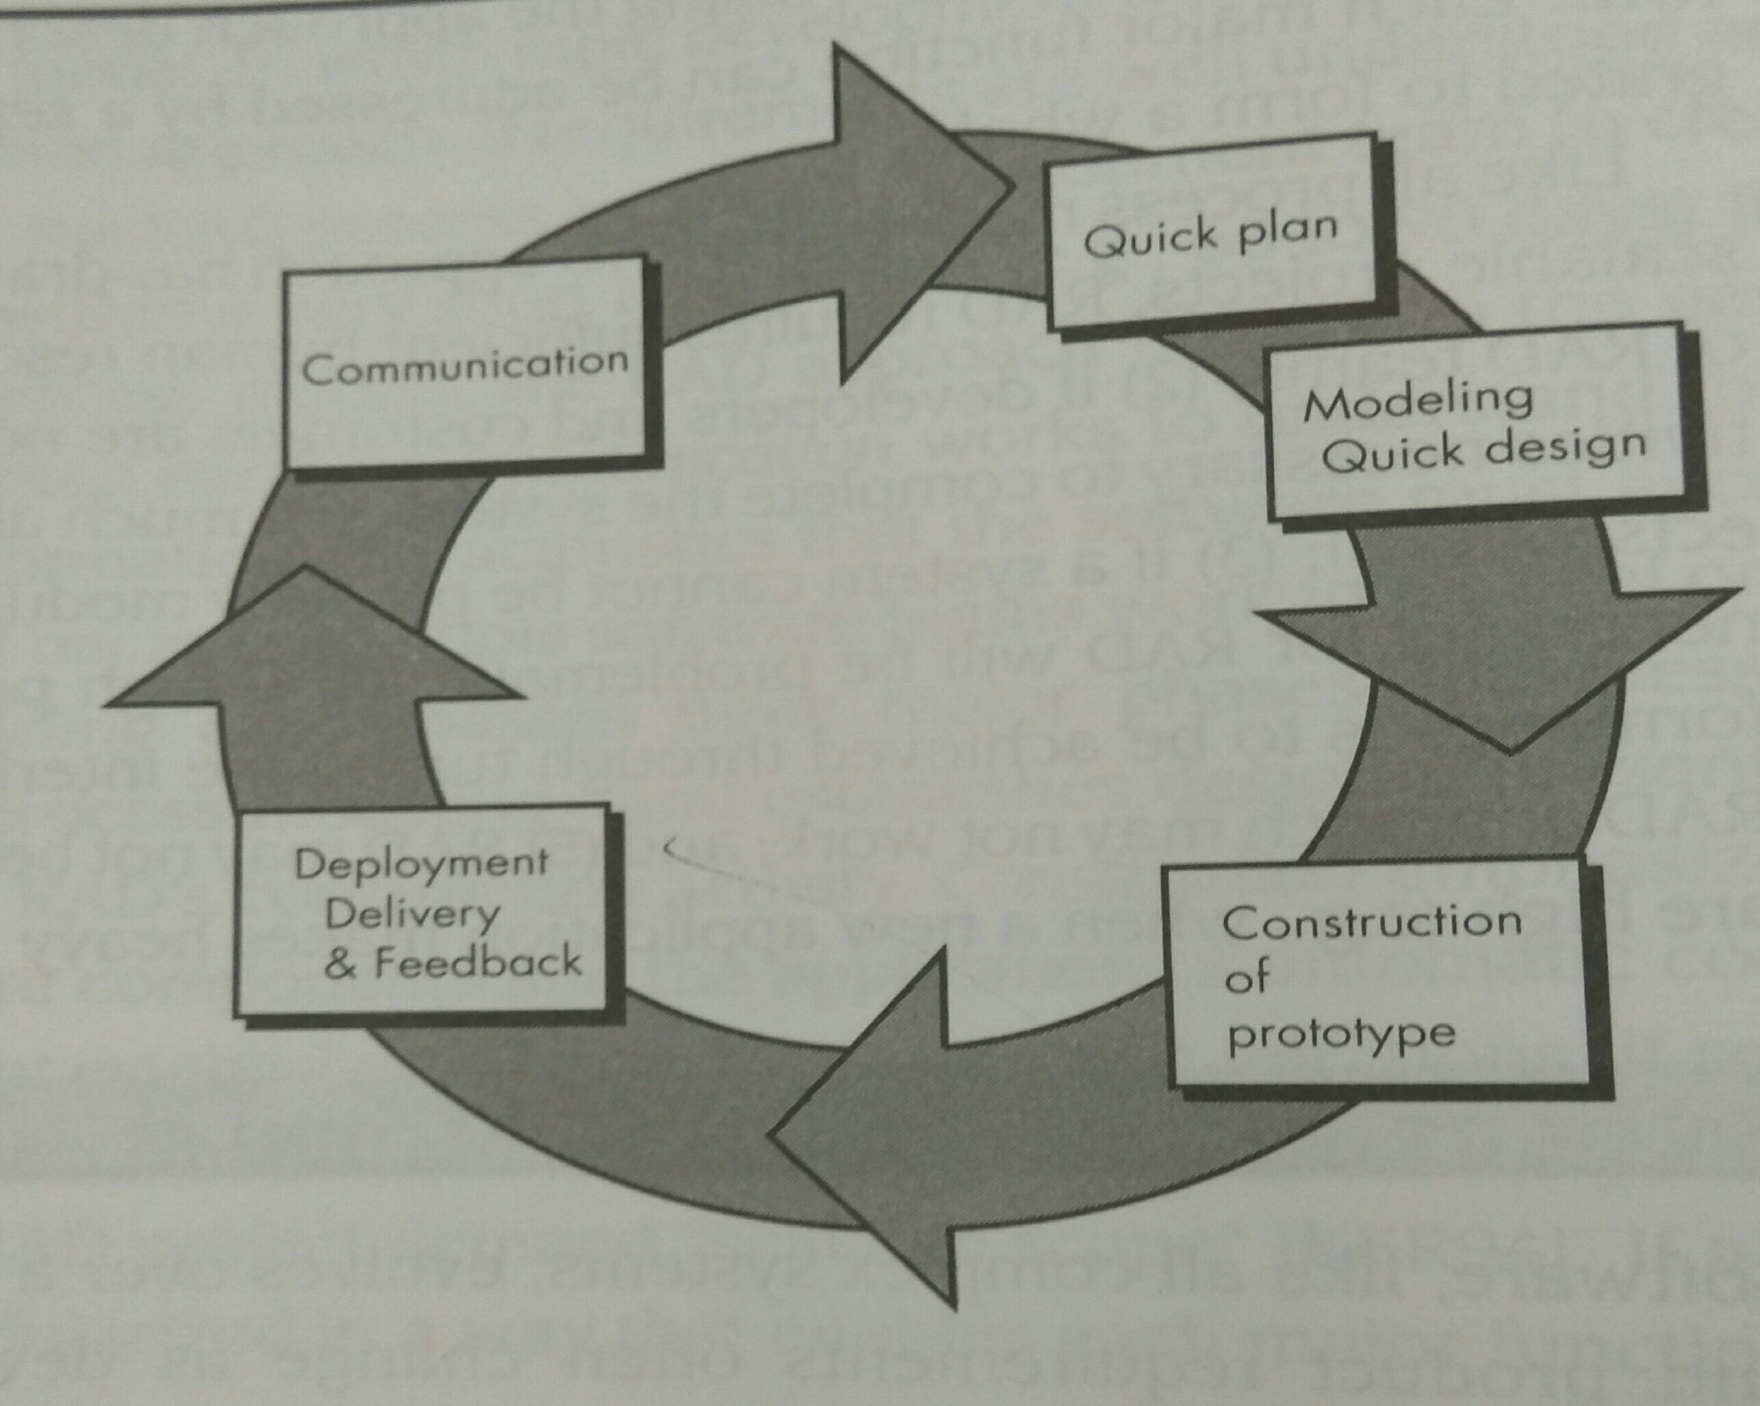 Communication
Quick plan
Modeling
Quick design
Construction
of
prototype
Deployment
Delivery
& Feedback